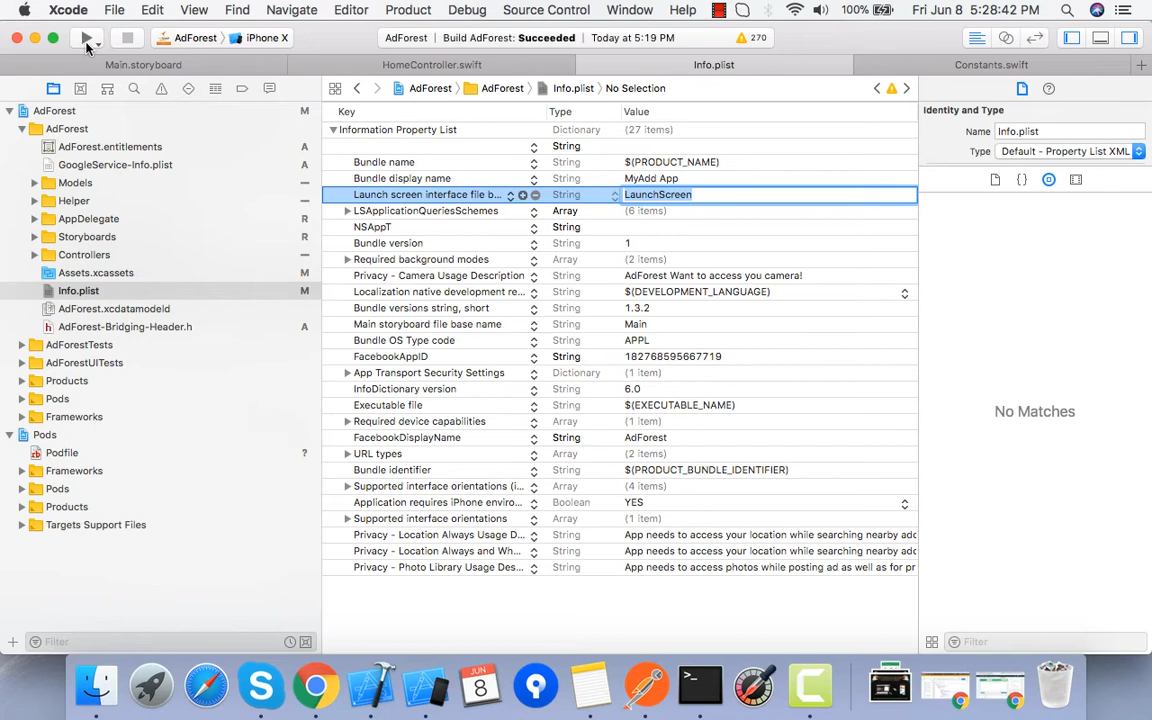 Xcode File Edit View Find Navigate Editor Product Debug Source Control Window Help 100% Fri Jun 8 5:28:42 PM
AdForest iPhone X AdForest | Build AdForest: Succeeded | Today at 5:19 PM 270
Main.storyboard HomeController.swift Info.plist Constants.swift
AdForest AdForest Info.plist No Selection
AdForest M
AdForest
AdForest.entitlements A
GoogleService-Info.plist A
Models
Helper
AppDelegate R
Storyboards R
Controllers
Assets.xcassets M
Info.plist M
AdForest.xcdatamodeld
AdForest-Bridging-Header.h A
AdForestTests
AdForestUITests
Products
Pods
Frameworks
Pods
Podfile ?
Frameworks
Pods
Products
Targets Support Files
Filter
Key Type Value
Information Property List Dictionary (27 items)
String
Bundle name String $(PRODUCT_NAME)
Bundle display name String MyAdd App
Launch screen interface file b... String LaunchScreen
LSApplicationQueriesSchemes Array (6 items)
NSAppT String
Bundle version String 1
Required background modes Array (2 items)
Privacy - Camera Usage Description String AdForest Want to access you camera!
Localization native development re... String $(DEVELOPMENT_LANGUAGE)
Bundle versions string, short String 1.3.2
Main storyboard file base name String Main
Bundle OS Type code String APPL
FacebookAppID String 182768595667719
App Transport Security Settings Dictionary (1 item)
InfoDictionary version String 6.0
Executable file String $(EXECUTABLE_NAME)
Required device capabilities Array (1 item)
FacebookDisplayName String AdForest
URL types Array (2 items)
Bundle identifier String $(PRODUCT_BUNDLE_IDENTIFIER)
Supported interface orientations (i... Array (4 items)
Application requires iPhone enviro... Boolean YES
Supported interface orientations Array (1 item)
Privacy - Location Always Usage D... String App needs to access your location while searching nearby adc
Privacy - Location Always and Wh... String App needs to access your location while searching nearby adc
Privacy - Photo Library Usage Des... String App needs to access photos while posting ad as well as for pr
Identity and Type
Name Info.plist
Type Default - Property List XML
No Matches
Filter
JUN
8